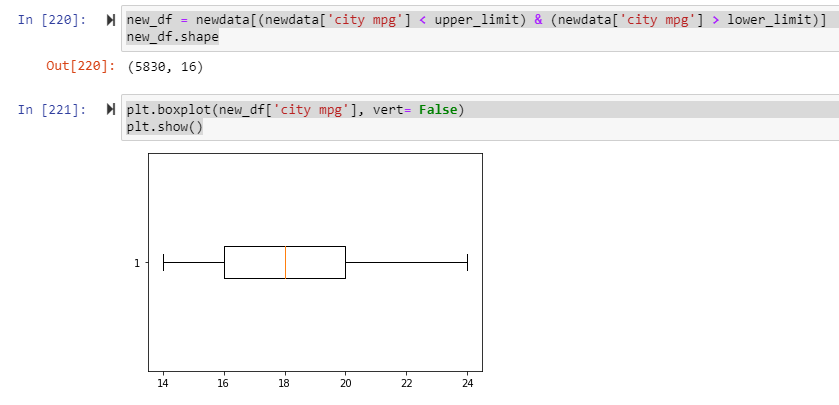 In [220]: new_df = newdata[(newdata['city mpg'] < upper_limit) & (newdata['city mpg'] > lower_limit)]
new_df.shape
Out[220]: (5830, 16)
In [221]: plt.boxplot(new_df['city mpg'], vert= False)
plt.show()
1
14 16 18 20 22 24